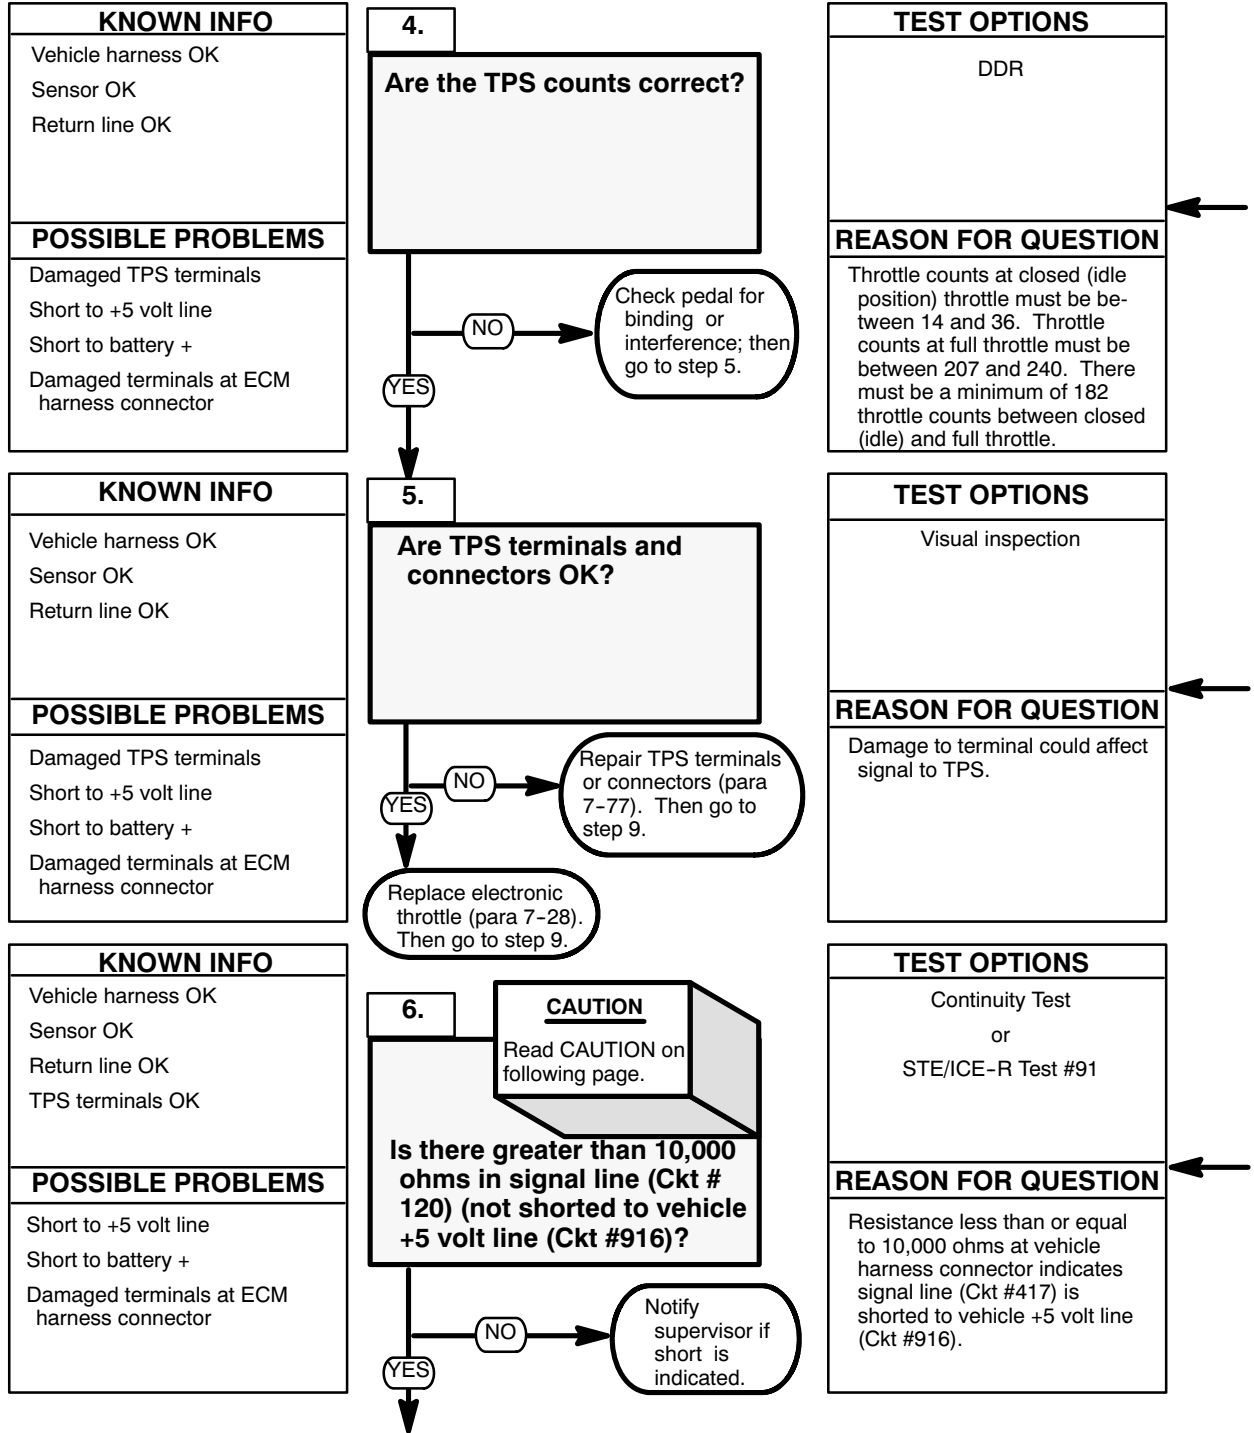 KNOWN INFO
Vehicle harness OK
Sensor OK
Return line OK
POSSIBLE PROBLEMS
Damaged TPS terminals
Short to +5 volt line
Short to battery +
Damaged terminals at ECM
harness connector
4.
Are the TPS counts correct?
NO
Check pedal for
binding or
interference; then
go to step 5.
YES
TEST OPTIONS
DDR
REASON FOR QUESTION
Throttle counts at closed (idle
position) throttle must be be-
tween 14 and 36. Throttle
counts at full throttle must be
between 207 and 240. There
must be a minimum of 182
throttle counts between closed
(idle) and full throttle.
KNOWN INFO
Vehicle harness OK
Sensor OK
Return line OK
POSSIBLE PROBLEMS
Damaged TPS terminals
Short to +5 volt line
Short to battery +
Damaged terminals at ECM
harness connector
5.
Are TPS terminals and
connectors OK?
NO
Repair TPS terminals
or connectors (para
7-77). Then go to
step 9.
YES
Replace electronic
throttle (para 7-28).
Then go to step 9.
TEST OPTIONS
Visual inspection
REASON FOR QUESTION
Damage to terminal could affect
signal to TPS.
KNOWN INFO
Vehicle harness OK
Sensor OK
Return line OK
TPS terminals OK
POSSIBLE PROBLEMS
Short to +5 volt line
Short to battery +
Damaged terminals at ECM
harness connector
6.
CAUTION
Read CAUTION on
following page.
Is there greater than 10,000
ohms in signal line (Ckt #
120) (not shorted to vehicle
+5 volt line (Ckt #916)?
NO
Notify
supervisor if
short is
indicated.
YES
TEST OPTIONS
Continuity Test
or
STE/ICE-R Test #91
REASON FOR QUESTION
Resistance less than or equal
to 10,000 ohms at vehicle
harness connector indicates
signal line (Ckt #417) is
shorted to vehicle +5 volt line
(Ckt #916).